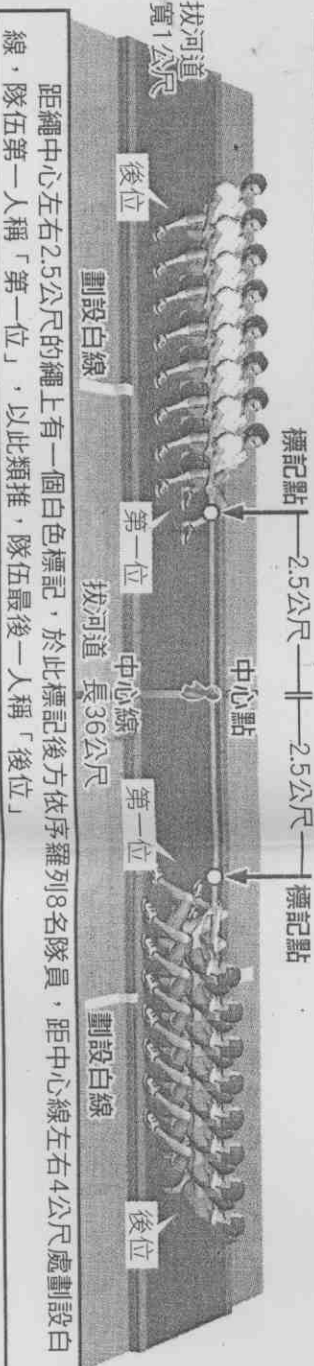 標記點
2.5公尺
2.5公尺
標記點
中心點
拔河道
寬1公尺
後位
第一位
中心線
第一位
後位
劃設白線
拔河道 長36公尺
劃設白線
距繩中心左右2.5公尺的繩上有一個白色標記，於此標記後方依序羅列8名隊員，距中心線左右4公尺處劃設白
線，隊伍第一人稱「第一位」，以此類推，隊伍最後一人稱「後位」